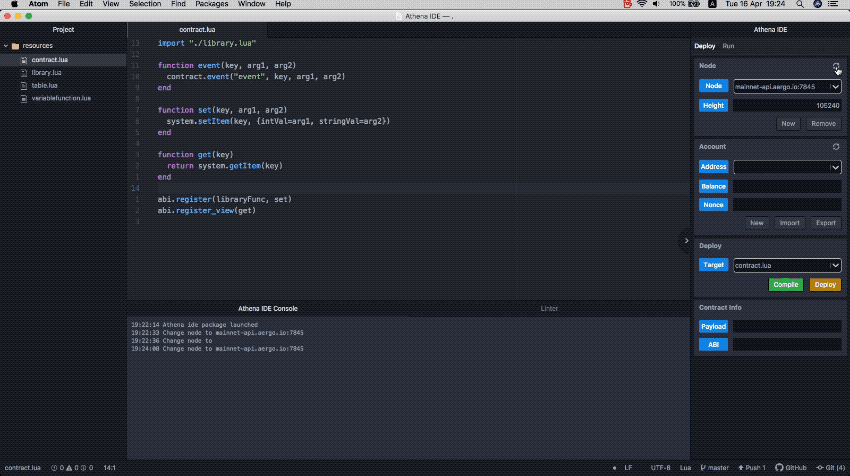 Atom File Edit View Selection Find Packages Window Help
100% A Tue 16 Apr 19:24
Athena IDE — .
Project
resources
contract.lua
library.lua
table.lua
variablefunction.lua
contract.lua
13 import "./library.lua"
12
11 function event(key, arg1, arg2)
10 contract.event("event", key, arg1, arg2)
9 end
8
7 function set(key, arg1, arg2)
6 system.setItem(key, {intVal=arg1, stringVal=arg2})
5 end
4
3 function get(key)
2 return system.getItem(key)
1 end
14
1 abi.register(libraryFunc, set)
2 abi.register_view(get)
3
Athena IDE Console
Linter
19:22:14 Athena ide package launched
19:22:33 Change node to mainnet-api.aergo.io:7845
19:22:36 Change node to
19:24:00 Change node to mainnet-api.aergo.io:7845
Athena IDE
Deploy Run
Node
Node mainnet-api.aergo.io:7845
Height 105240
New Remove
Account
Address
Balance
Nonce
New Import Export
Deploy
Target contract.lua
Compile Deploy
Contract Info
Payload
ABI
contract.lua 0 0 0 14:1
LF UTF-8 Lua master Push 1 GitHub Git (4)